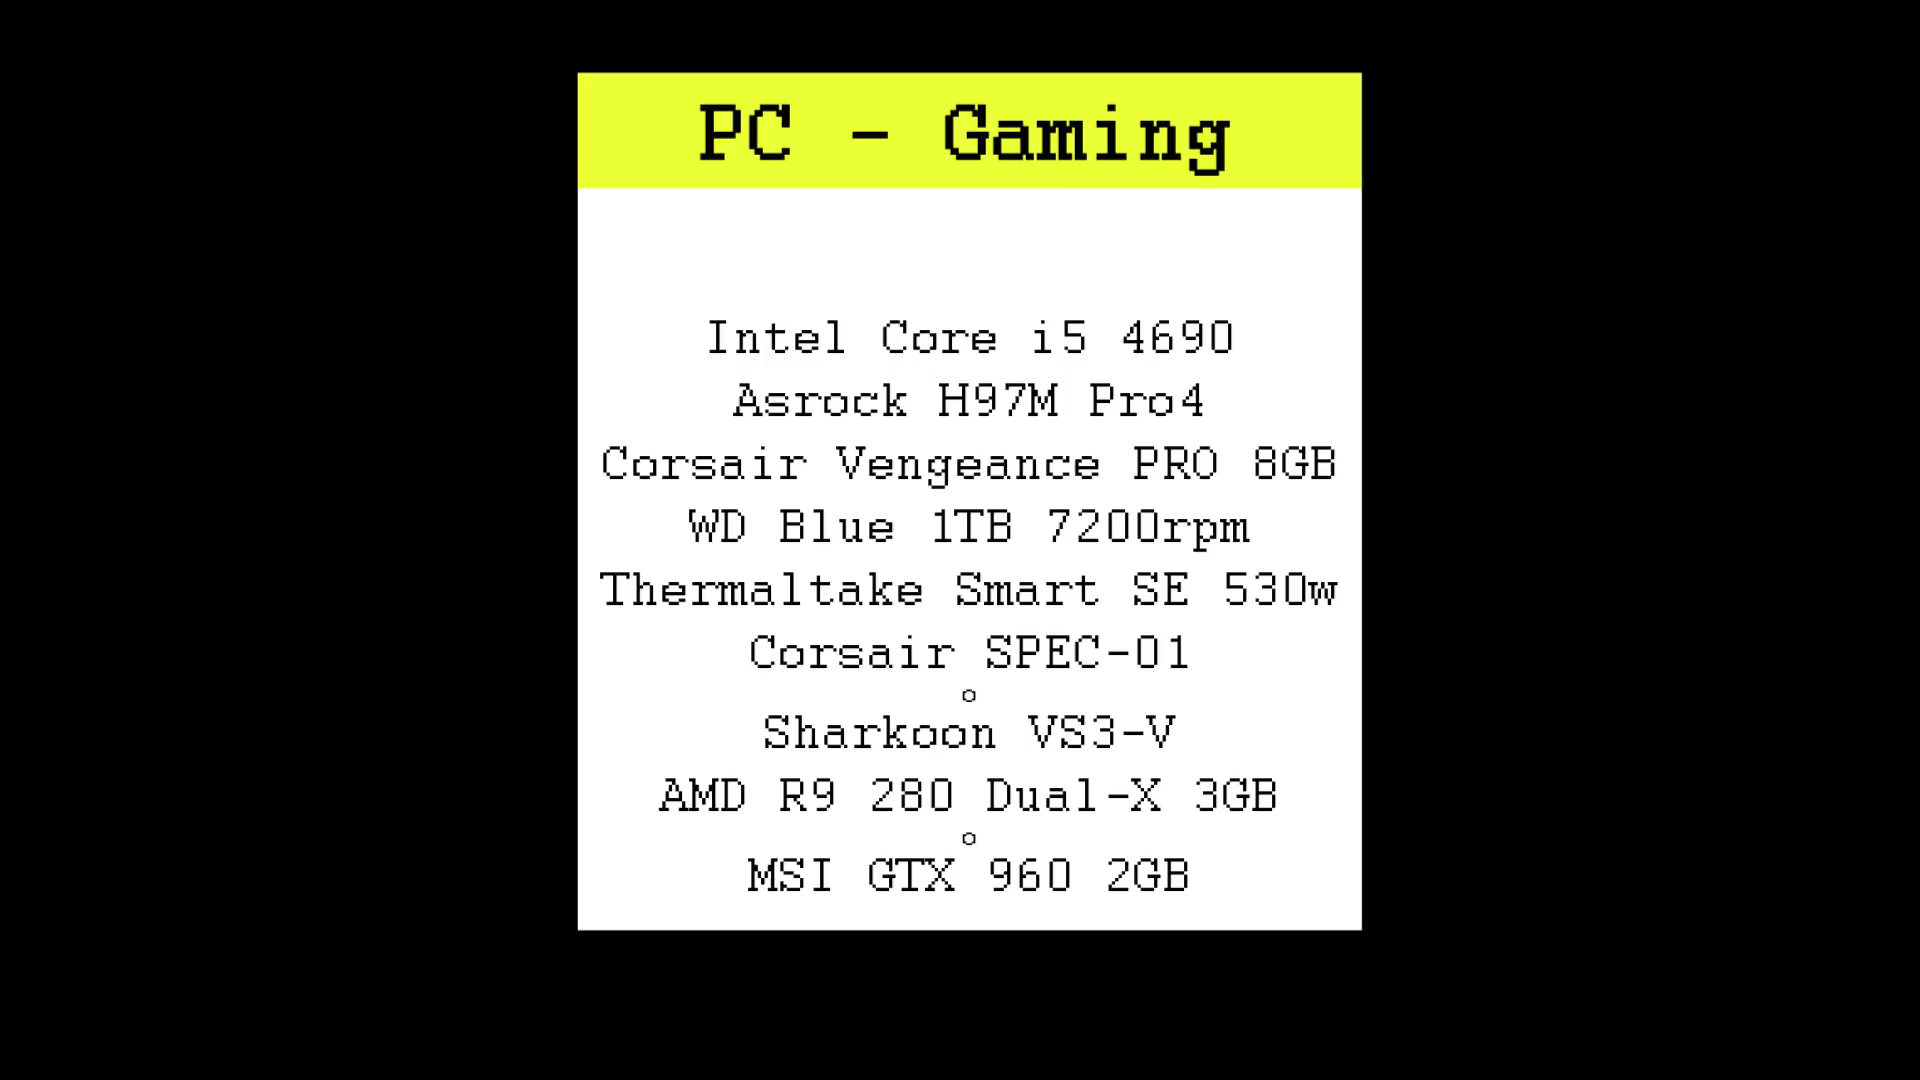 PC - Gaming
Intel Core i5 4690
Asrock H97M Pro4
Corsair Vengeance PRO 8GB
WD Blue 1TB 7200rpm
Thermaltake Smart SE 530w
Corsair SPEC-01
o
Sharkoon VS3-V
AMD R9 280 Dual-X 3GB
o
MSI GTX 960 2GB